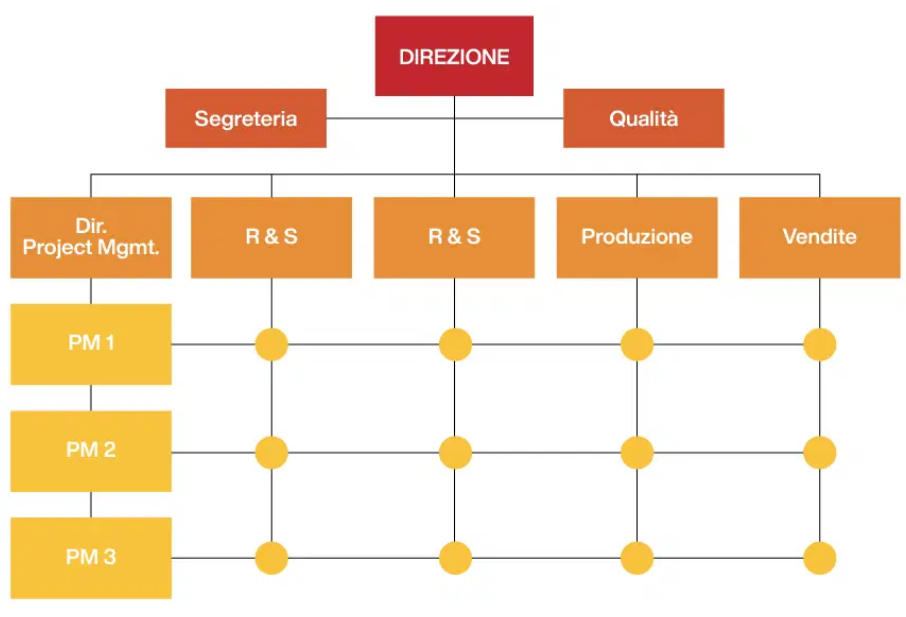 DIREZIONE
Segreteria
Qualità
Dir.
Project Mgmt.
R & S
R & S
Produzione
Vendite
PM 1
PM 2
PM 3